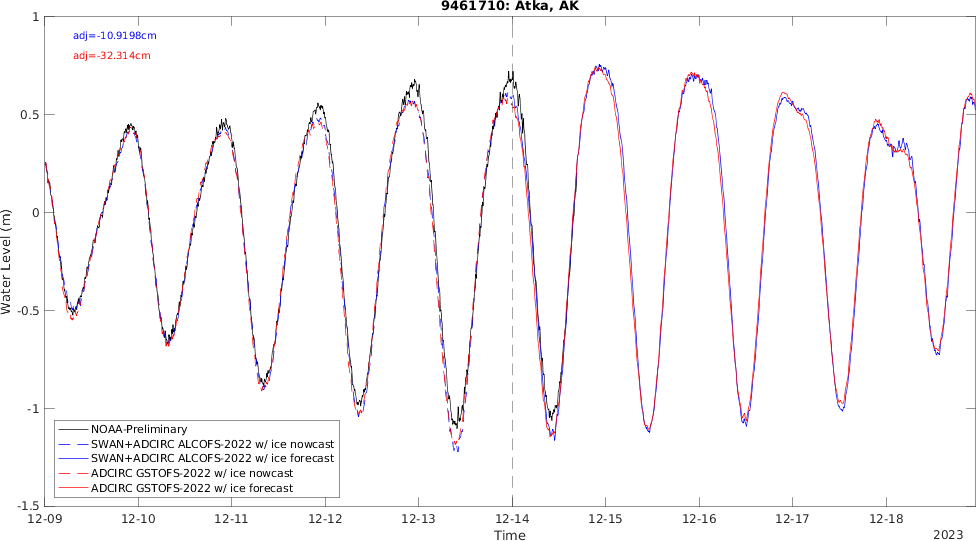 9461710: Atka, AK
adj=-10.9198cm
adj=-32.314cm
Water Level (m)
1
0.5
0
-0.5
-1
-1.5
NOAA-Preliminary
SWAN+ADCIRC ALCOFS-2022 w/ ice nowcast
SWAN+ADCIRC ALCOFS-2022 w/ ice forecast
ADCIRC GSTOFS-2022 w/ ice nowcast
ADCIRC GSTOFS-2022 w/ ice forecast
12-09 12-10 12-11 12-12 12-13 12-14 12-15 12-16 12-17 12-18
Time
2023